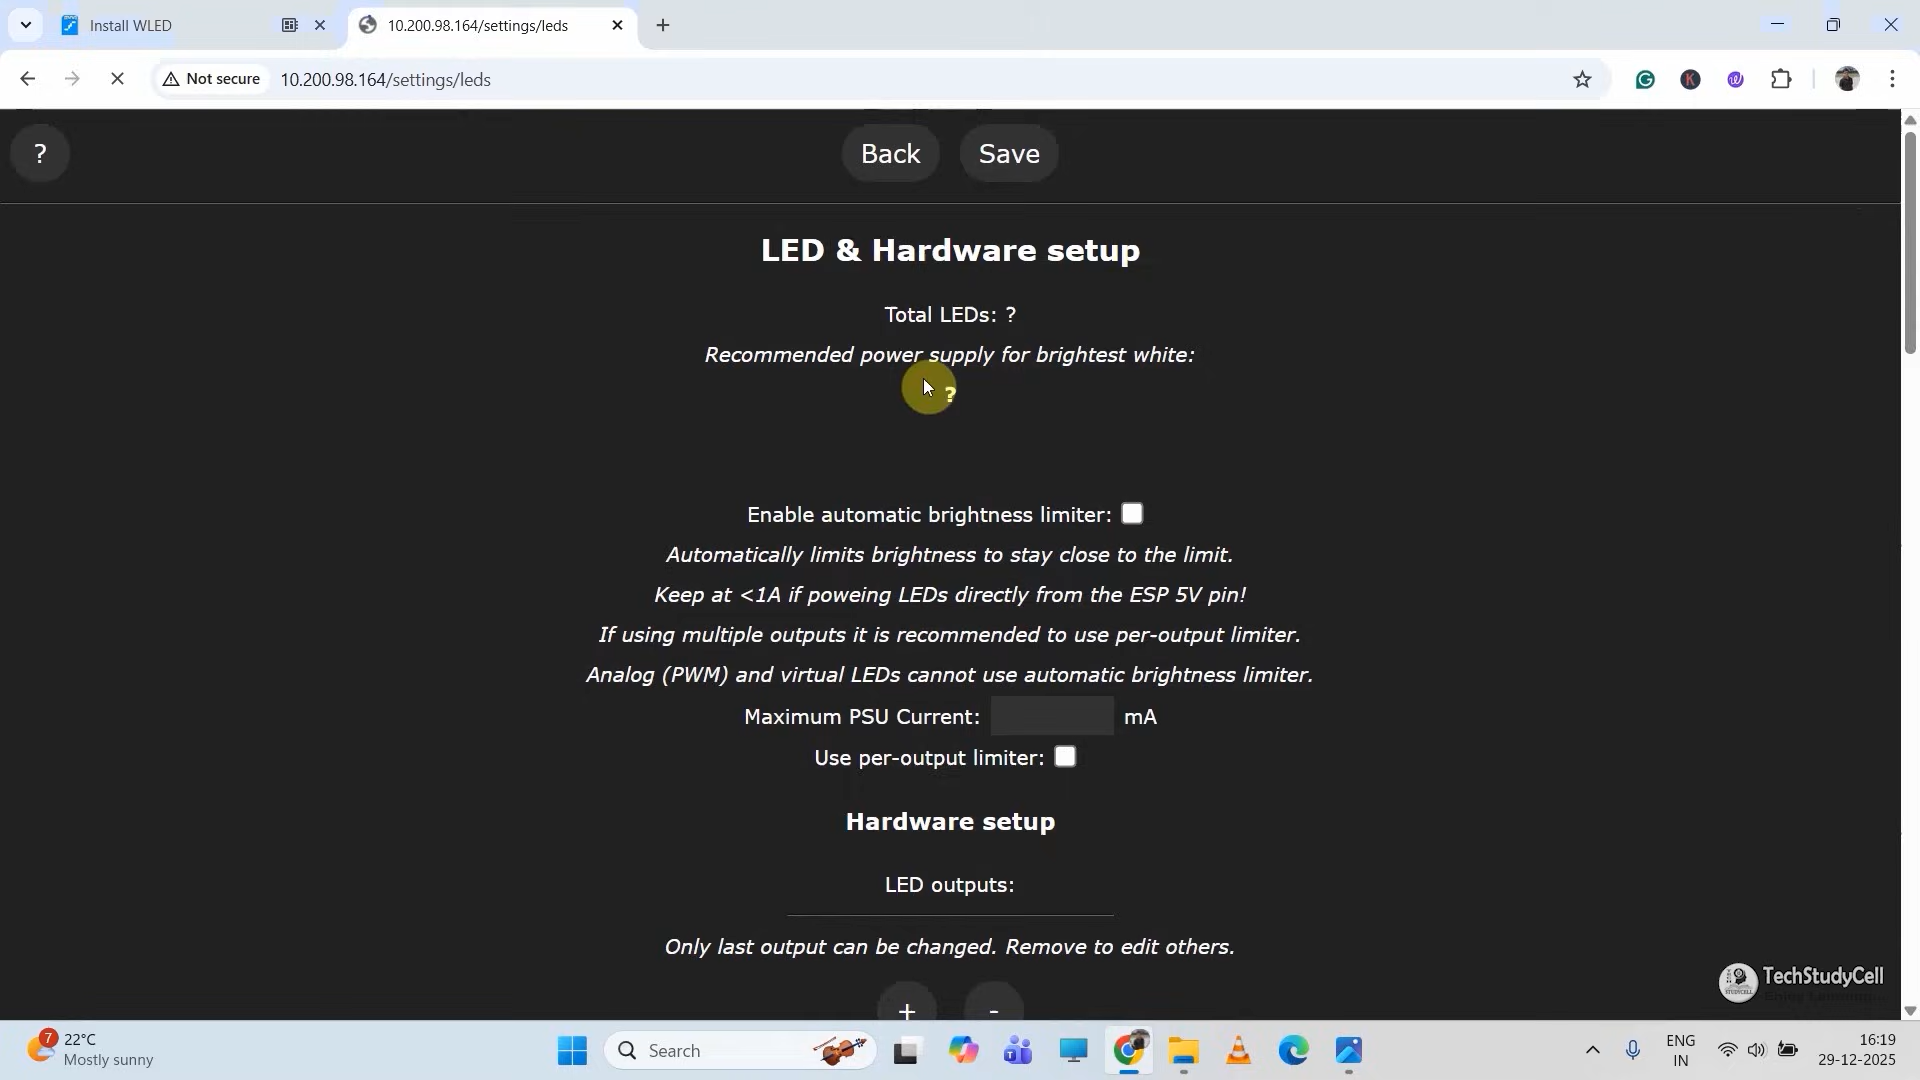 Install WLED
10.200.98.164/settings/leds
Not secure
10.200.98.164/settings/leds
?
Back
Save
LED & Hardware setup
Total LEDs: ?
Recommended power supply for brightest white:
?
Enable automatic brightness limiter:
Automatically limits brightness to stay close to the limit.
Keep at <1A if poweing LEDs directly from the ESP 5V pin!
If using multiple outputs it is recommended to use per-output limiter.
Analog (PWM) and virtual LEDs cannot use automatic brightness limiter.
Maximum PSU Current: mA
Use per-output limiter:
Hardware setup
LED outputs:
Only last output can be changed. Remove to edit others.
+ -
TechStudyCell
7
22°C
Mostly sunny
Search
ENG
IN
16:19
29-12-2025